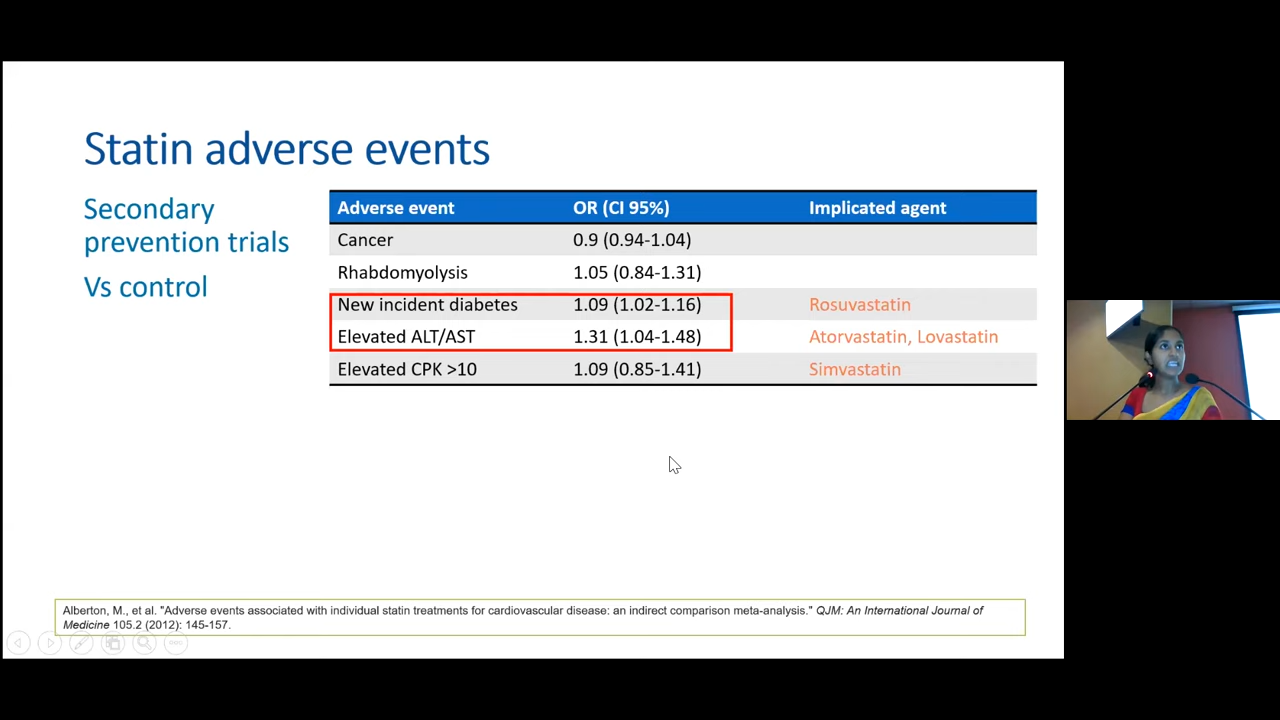 Statin adverse events
Secondary
prevention trials
Vs control
Adverse event OR (CI 95%) Implicated agent
Cancer 0.9 (0.94-1.04)
Rhabdomyolysis 1.05 (0.84-1.31)
New incident diabetes 1.09 (1.02-1.16) Rosuvastatin
Elevated ALT/AST 1.31 (1.04-1.48) Atorvastatin, Lovastatin
Elevated CPK >10 1.09 (0.85-1.41) Simvastatin
Alberton, M., et al. "Adverse events associated with individual statin treatments for cardiovascular disease: an indirect comparison meta-analysis." QJM: An International Journal of
Medicine 105.2 (2012): 145-157.